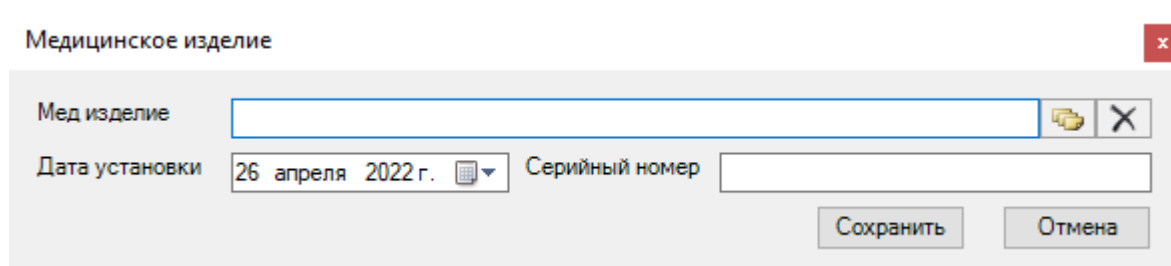 Медицинское изделие x
Мед изделие
Дата установки 26 апреля 2022 г. Серийный номер
Сохранить Отмена